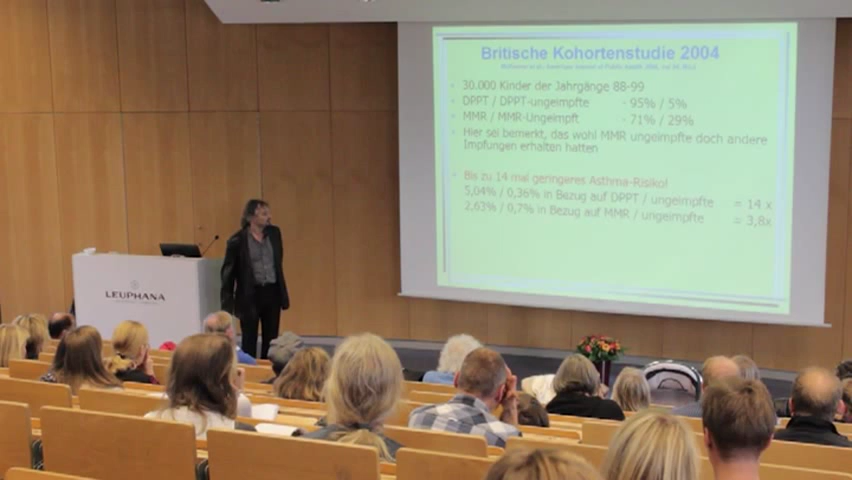 Britische Kohortenstudie 2004
30.000 Kinder der Jahrgänge 88-99
DPPT / DPPT-ungeimpfte - 95% / 5%
MMR / MMR-Ungeimpft - 71% / 29%
Hier sei bemerkt, das wohl MMR ungeimpfte doch andere
Impfungen erhalten hatten
Bis zu 14 mal geringeres Asthma-Risiko!
5,04% / 0,36% in Bezug auf DPPT / ungeimpfte = 14 x
2,63% / 0,7% in Bezug auf MMR / ungeimpfte = 3,8x
LEUPHANA